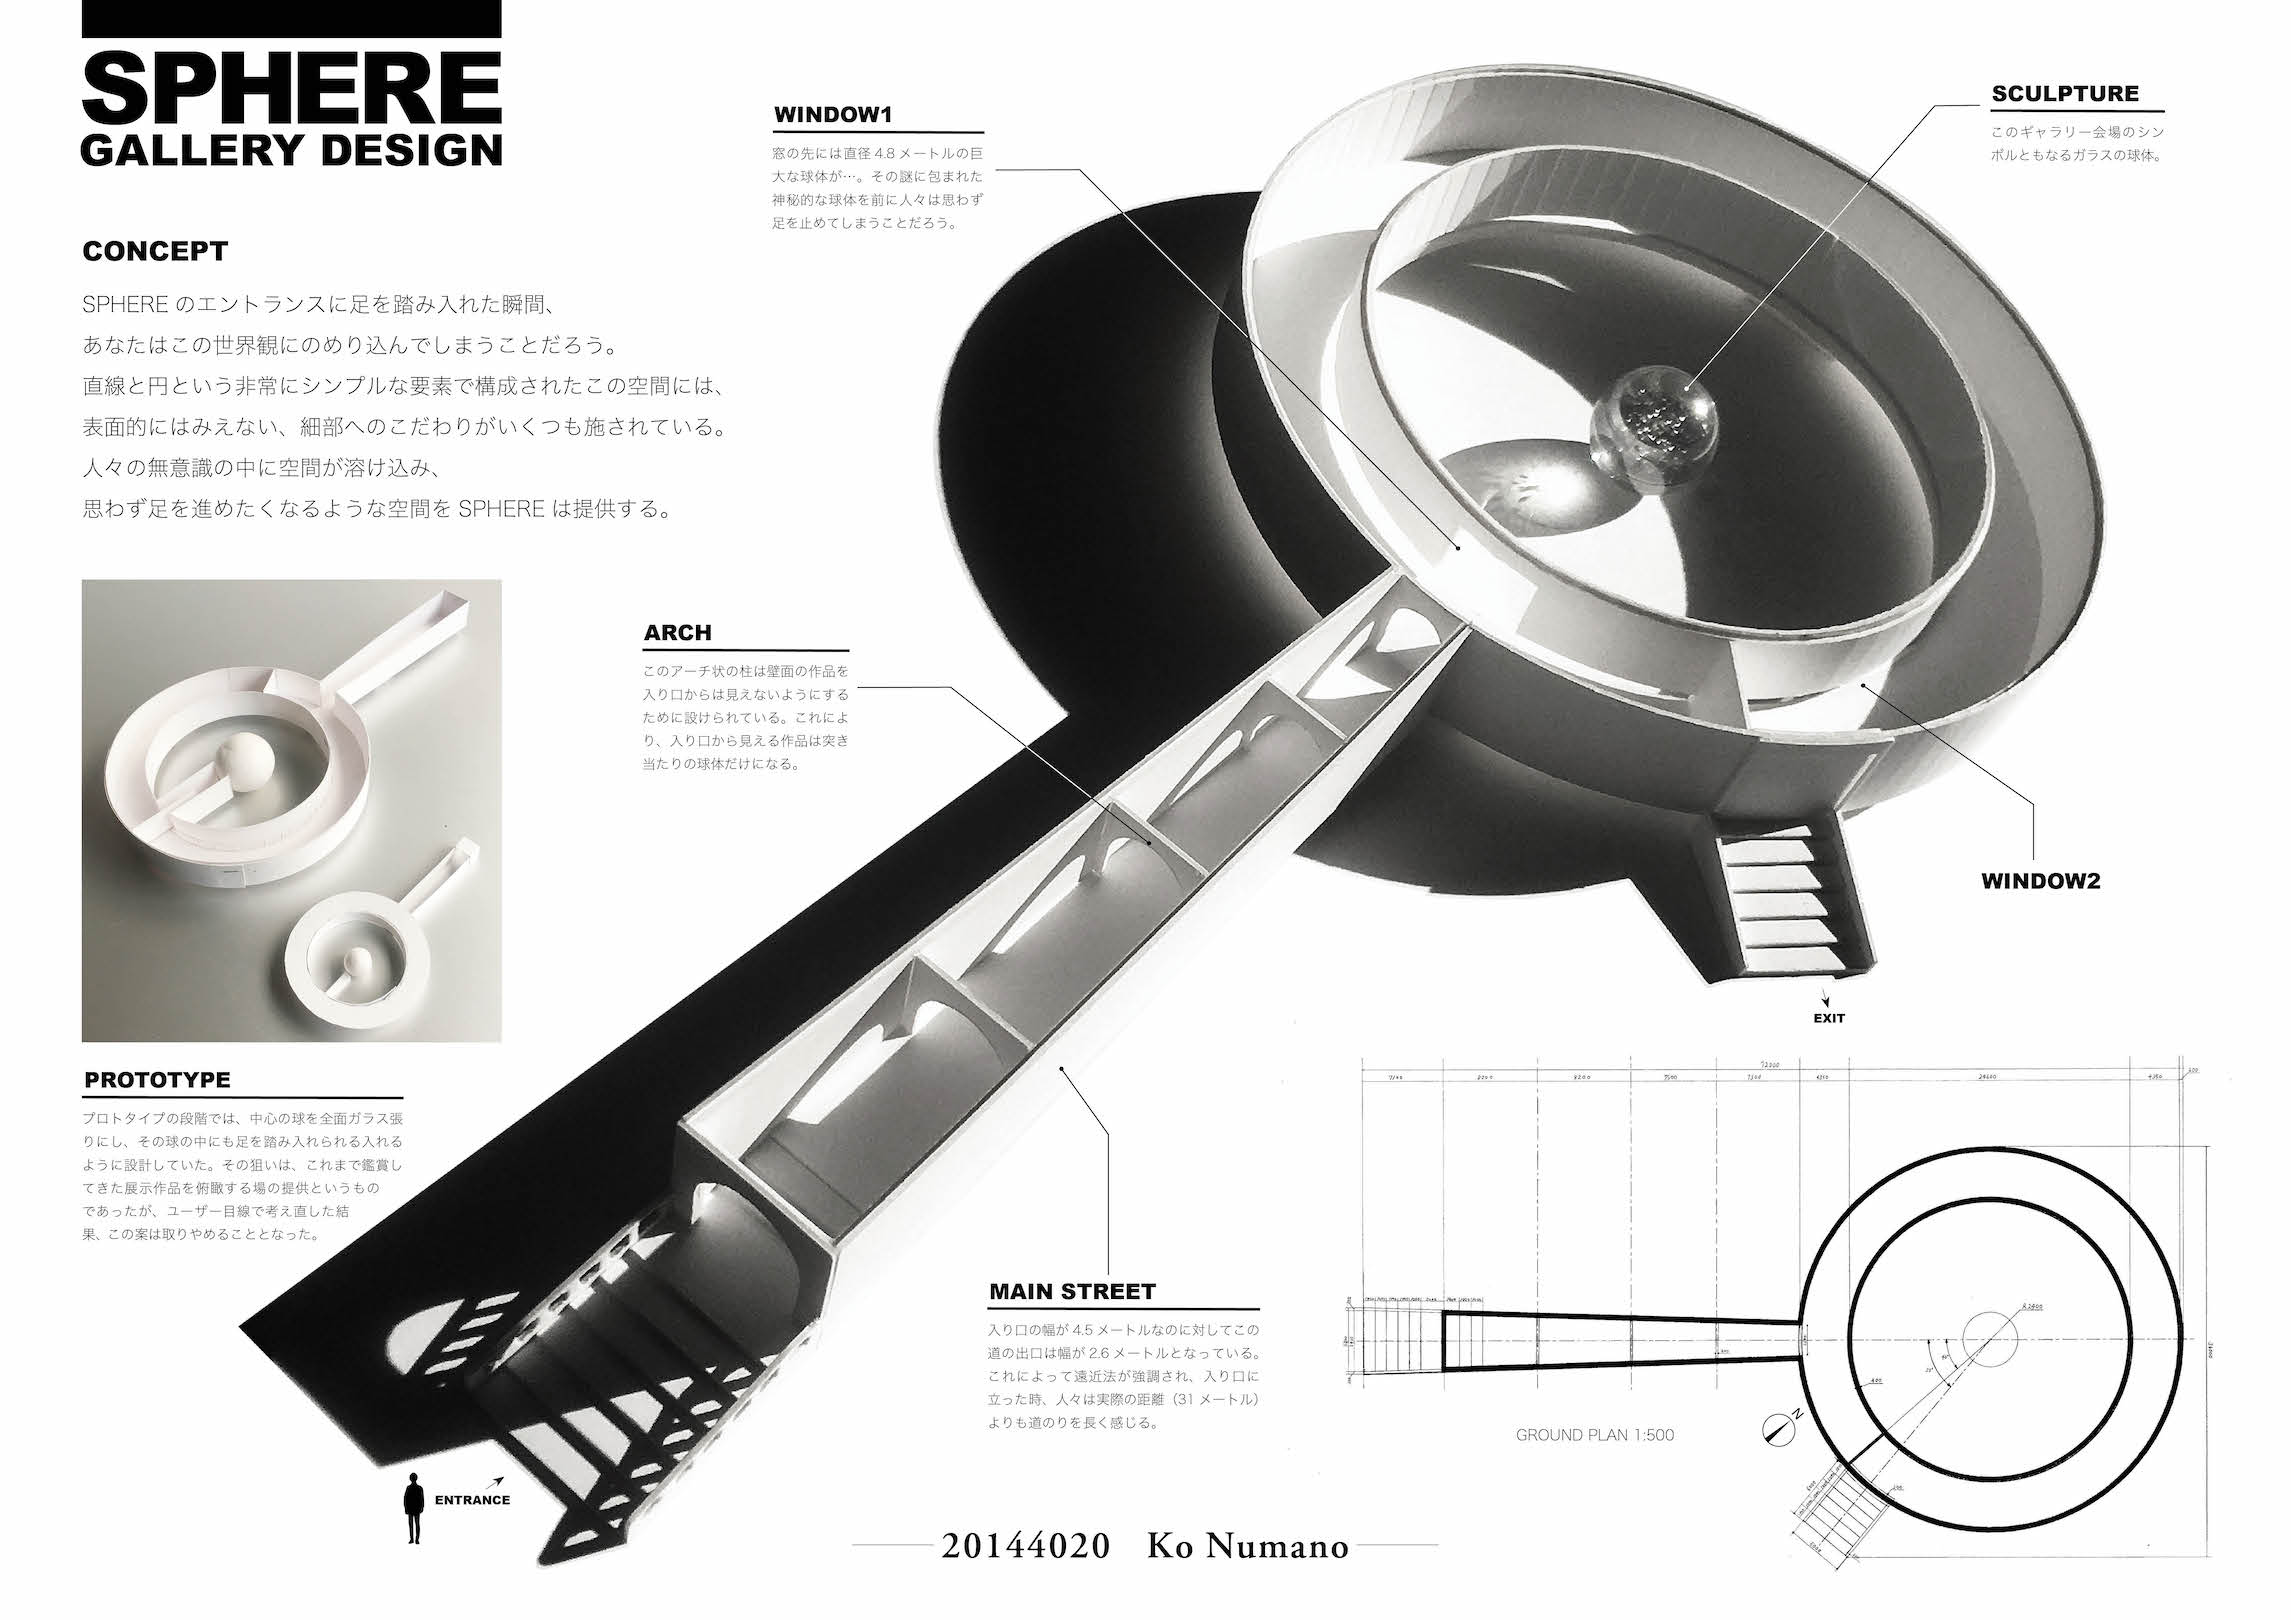 SPHERE
GALLERY DESIGN
CONCEPT
SPHERE のエントランスに足を踏み入れた瞬間、
あなたはこの世界観にのめり込んでしまうことだろう。
直線と円という非常にシンプルな要素で構成されたこの空間には、
表面的にはみえない、細部へのこだわりがいくつも施されている。
人々の無意識の中に空間が溶け込み、
思わず足を進めたくなるような空間を SPHERE は提供する。
WINDOW1
窓の先には直径 4.8 メートルの巨
大な球体が…。その謎に包まれた
神秘的な球体を前に人々は思わず
足を止めてしまうことだろう。
SCULPTURE
このギャラリー会場のシン
ボルともなるガラスの球体。
ARCH
このアーチ状の柱は壁面の作品を
入り口からは見えないようにする
ために設けられている。これによ
り、入り口から見える作品は突き
当たりの球体だけになる。
WINDOW2
EXIT
PROTOTYPE
プロトタイプの段階では、中心の球を全面ガラス張
りにし、その球の中にも足を踏み入れられる入れる
ように設計していた。その狙いは、これまで鑑賞し
てきた展示作品を俯瞰する場の提供というもの
であったが、ユーザー目線で考え直した結
果、この案は取りやめることとなった。
MAIN STREET
入り口の幅が 4.5 メートルなのに対してこの
道の出口は幅が 2.6 メートルとなっている。
これによって遠近法が強調され、入り口に
立った時、人々は実際の距離（31 メートル）
よりも道のりを長く感じる。
72000
8200
7500
24600
4350
R2400
400
N
GROUND PLAN 1:500
ENTRANCE
20144020 Ko Numano